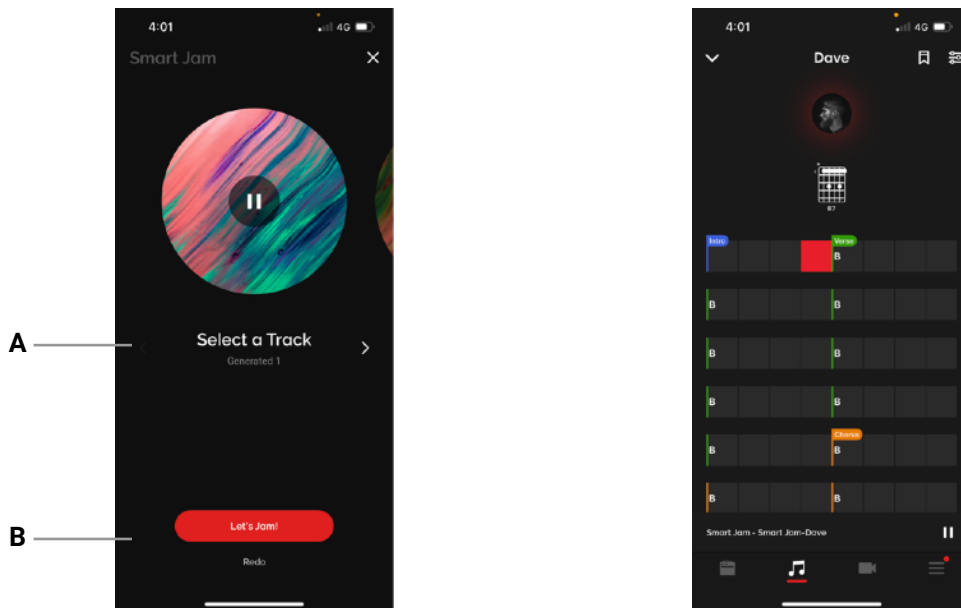 4:01
4G
Smart Jam
Select a Track
Generated 1
A
Let's Jam!
B
Redo
4:01
4G
Dave
1
B7
Intro
Verse
B
B B
B B
B B
Chorus
B B
B B
Smart Jam - Smart Jam-Dave